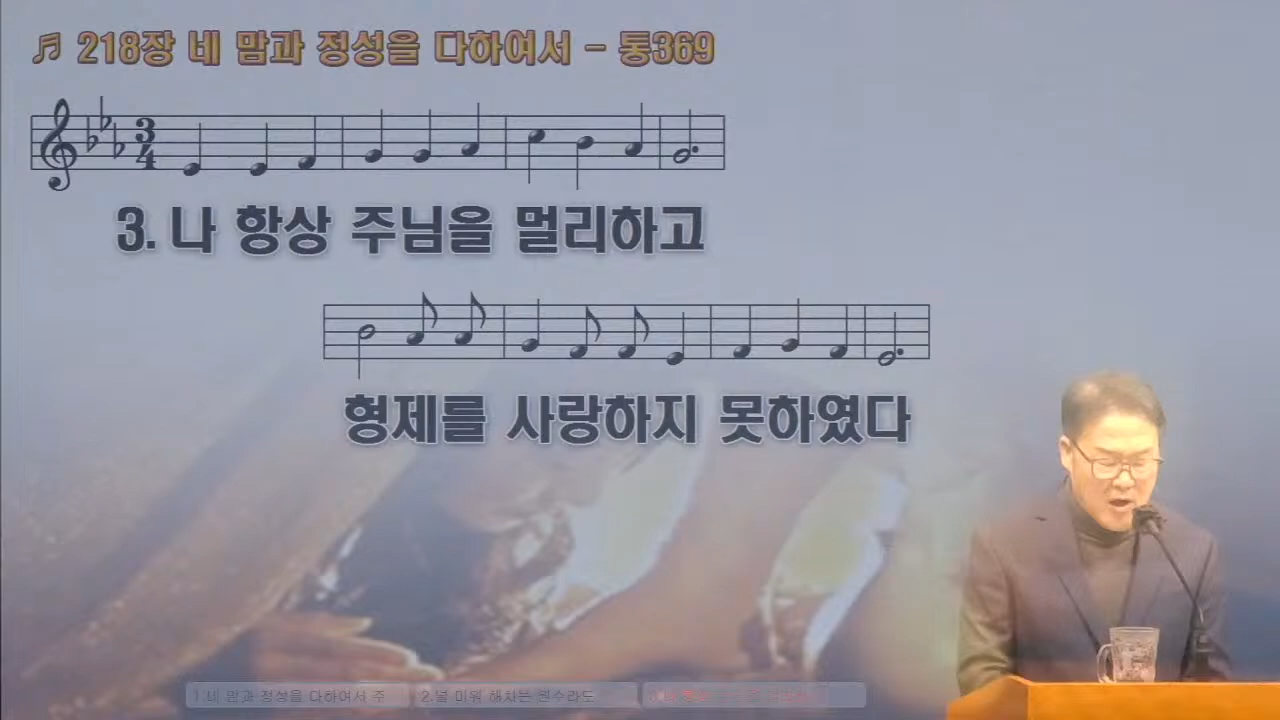 ♬ 218장 네 맘과 정성을 다하여서 - 통369
3. 나 항상 주님을 멀리하고
형제를 사랑하지 못하였다
1.네 맘과 정성을 다하여서 주 2.널 미워 해치는 원수라도